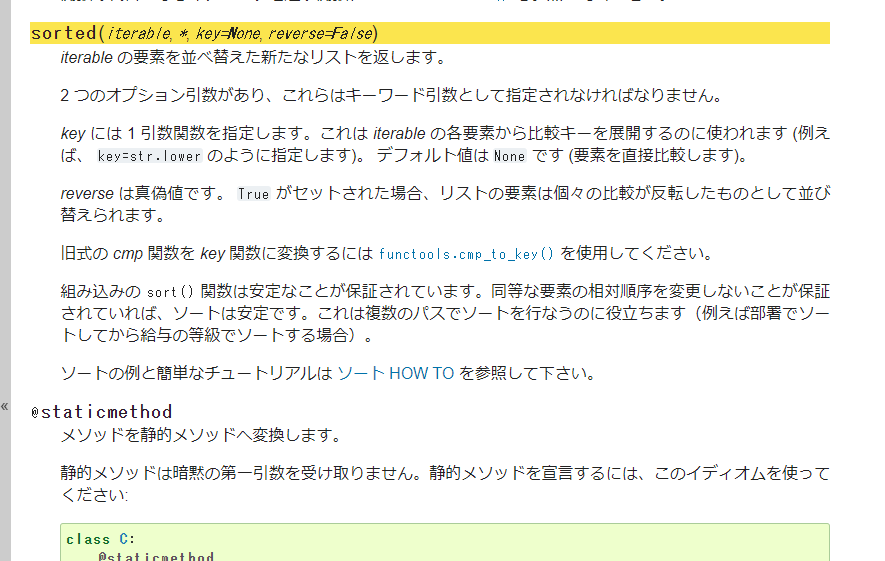 sorted(iterable, *, key=None, reverse=False)
iterable の要素を並べ替えた新たなリストを返します。
2 つのオプション引数があり、これらはキーワード引数として指定されなければなりません。
key には 1 引数関数を指定します。これは iterable の各要素から比較キーを展開するのに使われます (例え
ば、 key=str.lower のように指定します)。 デフォルト値は None です (要素を直接比較します)。
reverse は真偽値です。 True がセットされた場合、リストの要素は個々の比較が反転したものとして並び
替えられます。
旧式の cmp 関数を key 関数に変換するには functools.cmp_to_key() を使用してください。
組み込みの sort() 関数は安定なことが保証されています。同等な要素の相対順序を変更しないことが保証
されていれば、ソートは安定です。これは複数のパスでソートを行なうのに役立ちます（例えば部署でソー
トしてから給与の等級でソートする場合）。
ソートの例と簡単なチュートリアルは ソート HOW TO を参照して下さい。
«
@staticmethod
メソッドを静的メソッドへ変換します。
静的メソッドは暗黙の第一引数を受け取りません。静的メソッドを宣言するには、このイディオムを使って
ください:
class C:
@staticmethod